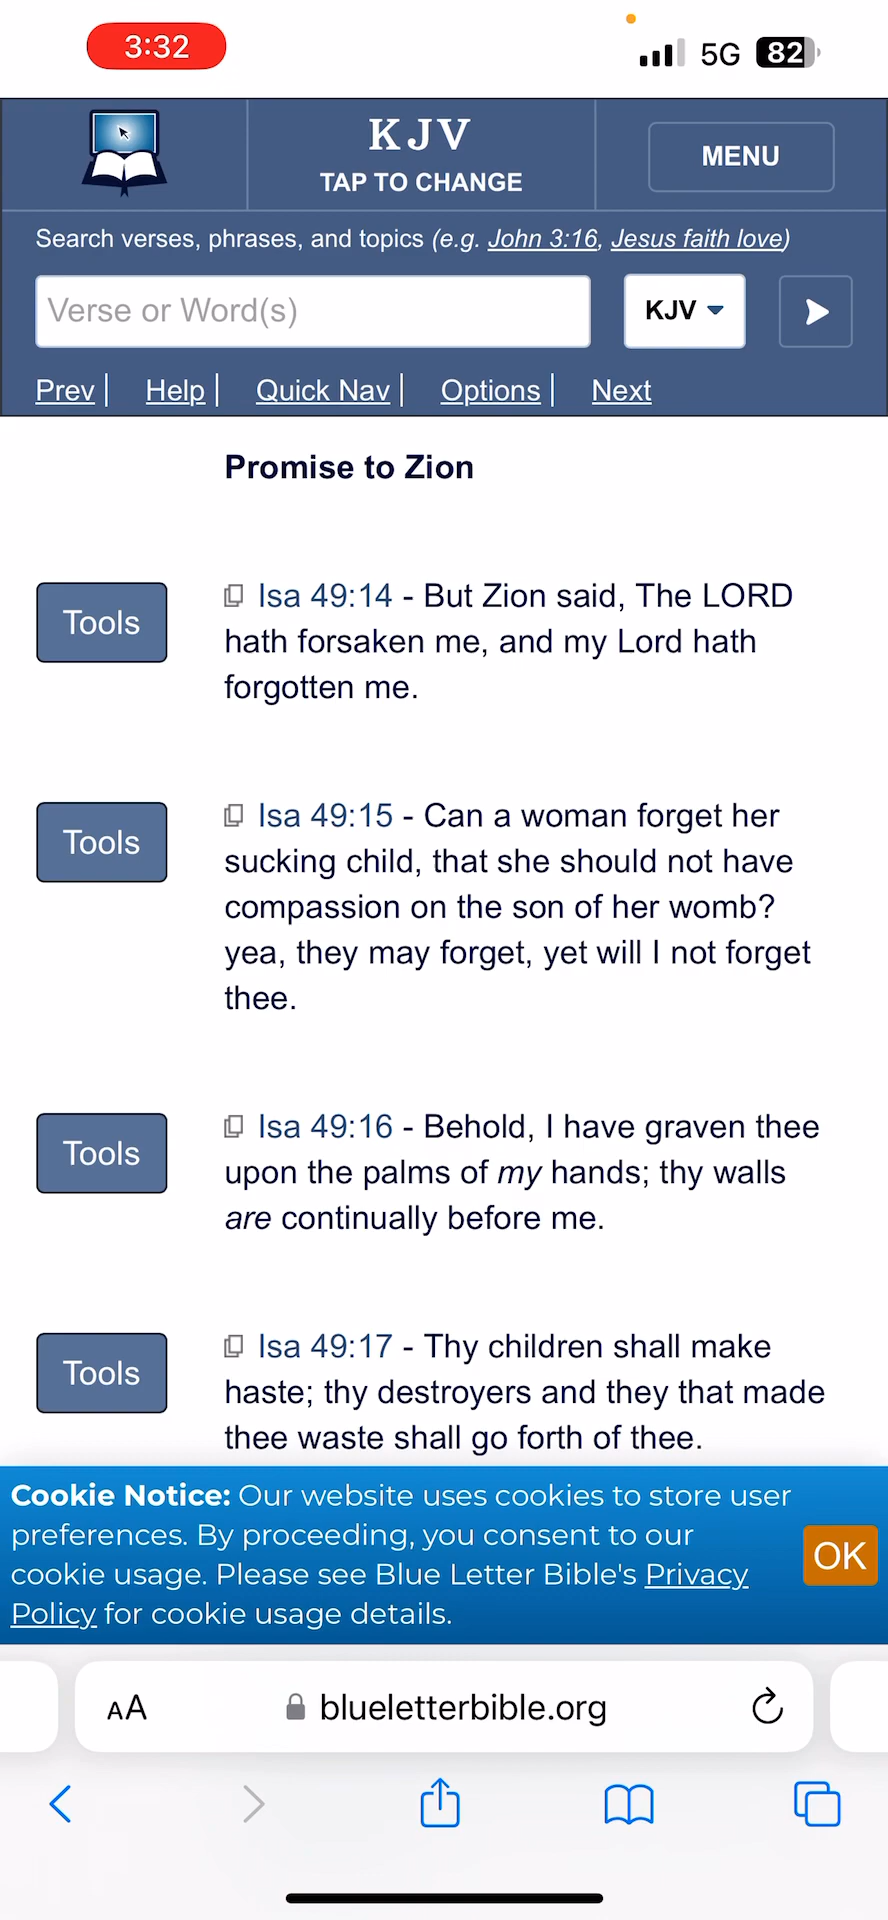 3:32
5G 82
KJV
TAP TO CHANGE
MENU
Search verses, phrases, and topics (e.g. John 3:16, Jesus faith love)
Verse or Word(s)
KJV
Prev | Help | Quick Nav | Options | Next
Promise to Zion
Tools
Isa 49:14 - But Zion said, The LORD
hath forsaken me, and my Lord hath
forgotten me.
Tools
Isa 49:15 - Can a woman forget her
sucking child, that she should not have
compassion on the son of her womb?
yea, they may forget, yet will I not forget
thee.
Tools
Isa 49:16 - Behold, I have graven thee
upon the palms of my hands; thy walls
are continually before me.
Tools
Isa 49:17 - Thy children shall make
haste; thy destroyers and they that made
thee waste shall go forth of thee.
Cookie Notice: Our website uses cookies to store user
preferences. By proceeding, you consent to our
cookie usage. Please see Blue Letter Bible's Privacy
Policy for cookie usage details.
OK
AA
blueletterbible.org